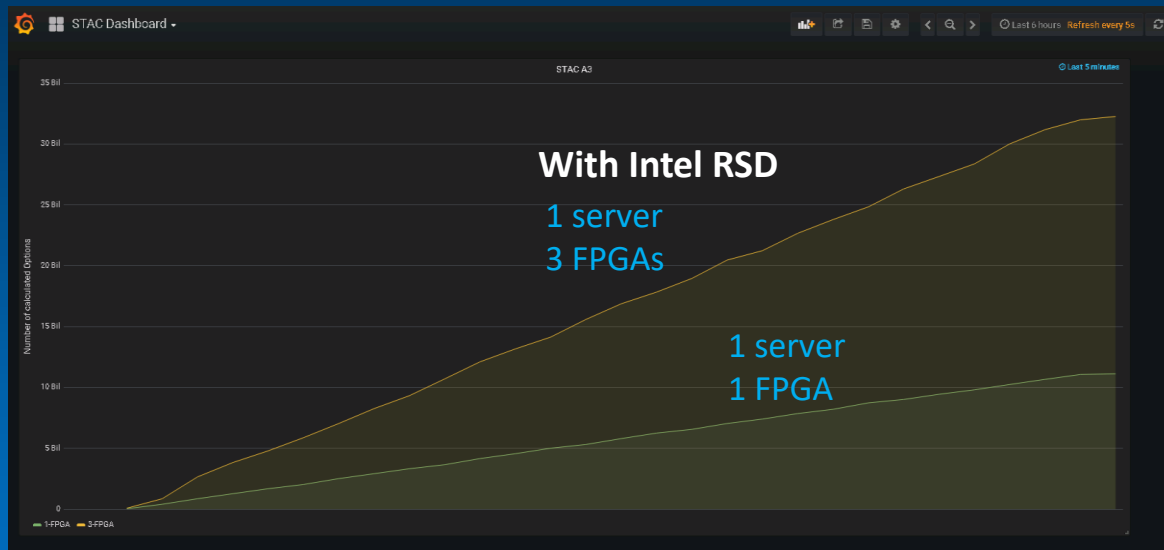 STAC Dashboard
Last 6 hours Refresh every 5s
STAC A3
Last 5 minutes
35 Bil
30 Bil
25 Bil
20 Bil
15 Bil
10 Bil
5 Bil
0
Number of calculated Options
With Intel RSD
1 server
3 FPGAs
1 server
1 FPGA
1-FPGA
3-FPGA